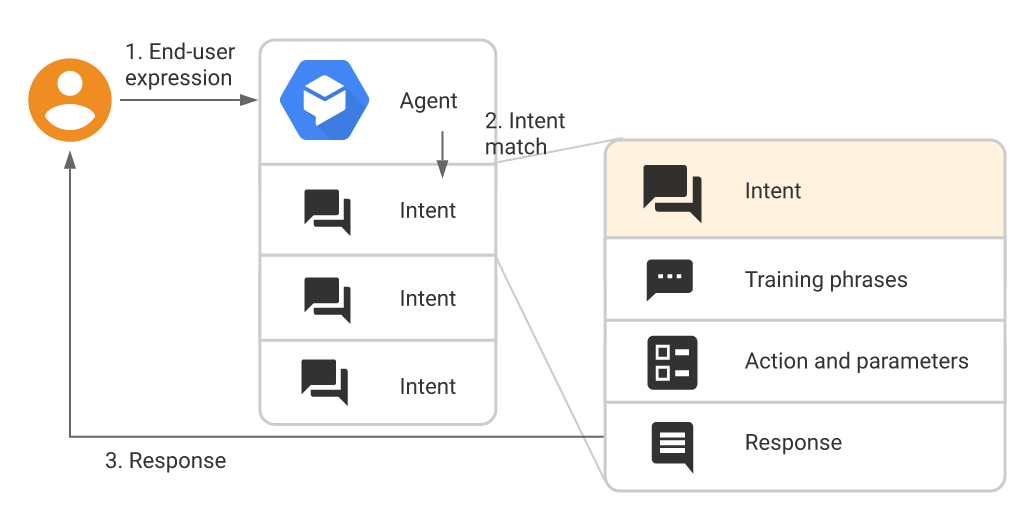 1. End-user
expression
Agent
2. Intent
match
Intent
Intent
Intent
Intent
Training phrases
Action and parameters
Response
3. Response